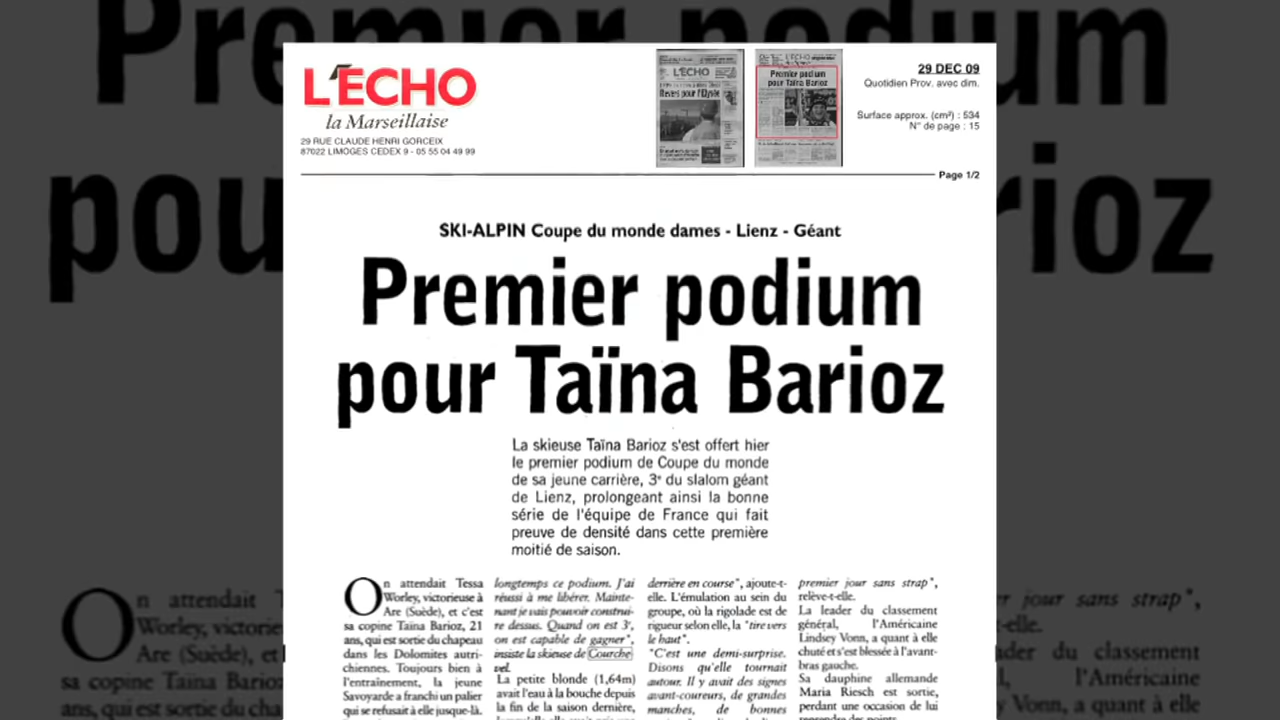 L'ECHO
la Marseillaise
29 RUE CLAUDE HENRI GORCEIX
87022 LIMOGES CEDEX 9 - 05 55 04 49 99
L'ECHO
Premier podium
pour Taïna Barioz
29 DEC 09
Quotidien Prov. avec dim.
Surface approx. (cm²) : 534
N° de page : 15
Page 1/2
SKI-ALPIN Coupe du monde dames - Lienz - Géant
Premier podium
pour Taïna Barioz
La skieuse Taïna Barioz s'est offert hier
le premier podium de Coupe du monde
de sa jeune carrière, 3e du slalom géant
de Lienz, prolongeant ainsi la bonne
série de l'équipe de France qui fait
preuve de densité dans cette première
moitié de saison.
On attendait Tessa
Worley, victorieuse à
Are (Suède), et c'est
sa copine Taïna Barioz, 21
ans, qui est sortie du chapeau
dans les Dolomites autri-
chiennes. Toujours bien à
l'entraînement, la jeune
Savoyarde a franchi un palier
qui se refusait à elle jusque-là.
longtemps ce podium. J'ai
réussi à me libérer. Mainte-
nant je vais pouvoir construi-
re dessus. Quand on est 3e,
on est capable de gagner",
insiste la skieuse de Courche
vel.
La petite blonde (1,64m)
avait l'eau à la bouche depuis
la fin de la saison dernière,
derrière en course", ajoute-t-
elle. L'émulation au sein du
groupe, où la rigolade est de
rigueur selon elle, la "tire vers
le haut".
"C'est une demi-surprise.
Disons qu'elle tournait
autour. Il y avait des signes
avant-coureurs, de grandes
manches, de bonnes
premier jour sans strap",
relève-t-elle.
La leader du classement
général, l'Américaine
Lindsey Vonn, a quant à elle
chuté et s'est blessée à l'avant-
bras gauche.
Sa dauphine allemande
Maria Riesch est sortie,
perdant une occasion de lui
reprendre des points.